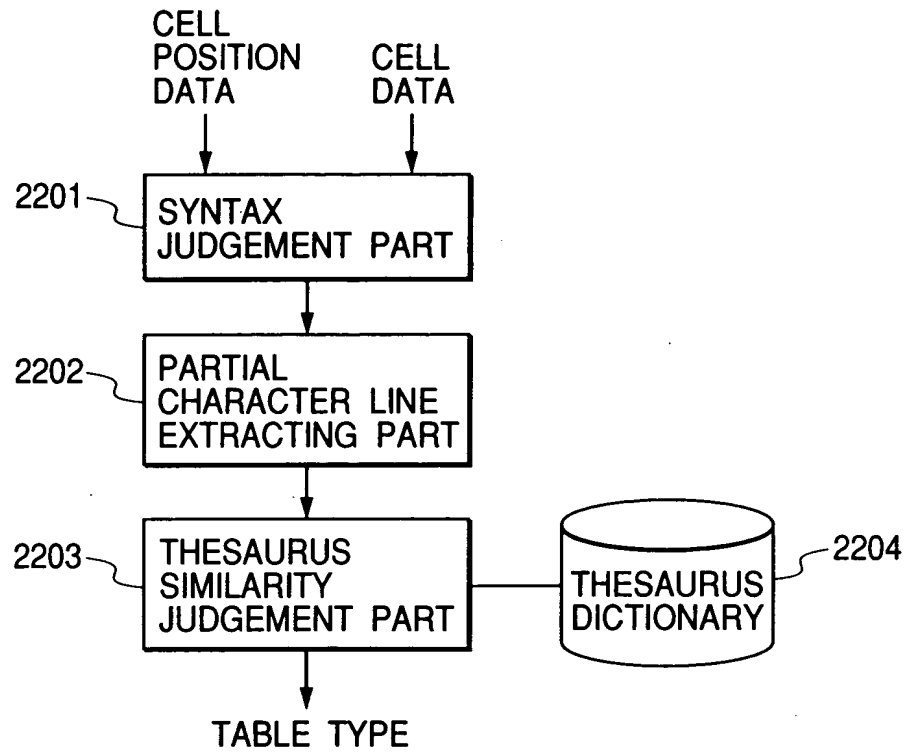 CELL
POSITION
DATA
CELL
DATA
2201
SYNTAX
JUDGEMENT PART
2202
PARTIAL
CHARACTER LINE
EXTRACTING PART
2203
THESAURUS
SIMILARITY
JUDGEMENT PART
2204
THESAURUS
DICTIONARY
TABLE TYPE